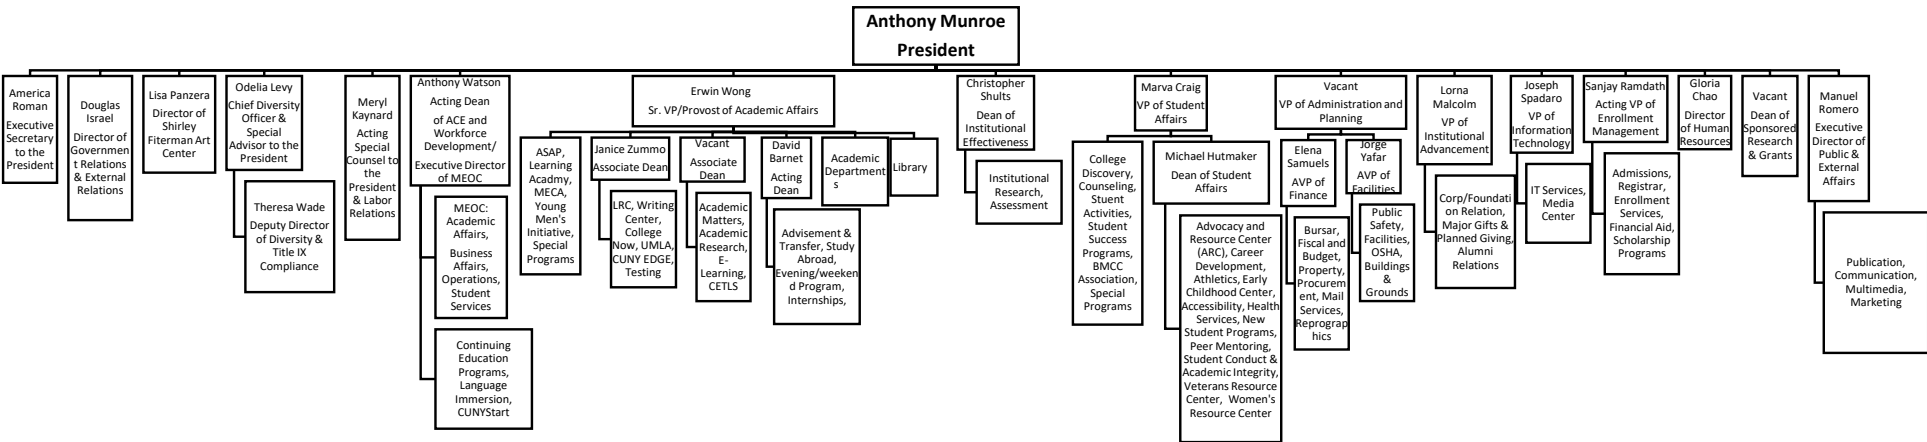 Anthony Munroe
President
America
Roman
Executive
Secretary
to the
President
Douglas
Israel
Director of
Governmen
t Relations
& External
Relations
Lisa Panzera
Director of
Shirley
Fiterman Art
Center
Odelia Levy
Chief Diversity
Officer &
Special
Advisor to the
President
Theresa Wade
Deputy Director
of Diversity &
Title IX
Compliance
Meryl
Kaynard
Acting
Special
Counsel to
the
President
& Labor
Relations
Anthony Watson
Acting Dean
of ACE and
Workforce
Development/
Executive Director
of MEOC
MEOC:
Academic
Affairs,
Business
Affairs,
Operations,
Student
Services
Continuing
Education
Programs,
Language
Immersion,
CUNYStart
Erwin Wong
Sr. VP/Provost of Academic Affairs
ASAP,
Learning
Acadmy,
MECA,
Young
Men's
Initiative,
Special
Programs
Janice Zummo
Associate Dean
LRC, Writing
Center,
College
Now, UMLA,
CUNY EDGE,
Testing
Vacant
Associate
Dean
Academic
Matters,
Academic
Research,
E-
Learning,
CETLS
David
Barnet
Acting
Dean
Advisement &
Transfer, Study
Abroad,
Evening/weeken
d Program,
Internships,
Academic
Department
s
Library
Christopher
Shults
Dean of
Institutional
Effectiveness
Institutional
Research,
Assessment
Marva Craig
VP of Student
Affairs
College
Discovery,
Counseling,
Stuent
Activities,
Student
Success
Programs,
BMCC
Association,
Special
Programs
Michael Hutmaker
Dean of Student
Affairs
Advocacy and
Resource Center
(ARC), Career
Development,
Athletics, Early
Childhood Center,
Accessibility, Health
Services, New
Student Programs,
Peer Mentoring,
Student Conduct &
Academic Integrity,
Veterans Resource
Center, Women's
Resource Center
Vacant
VP of Administration and
Planning
Elena
Samuels
AVP of
Finance
Bursar,
Fiscal and
Budget,
Property,
Procurem
ent, Mail
Services,
Reprograp
hics
Jorge
Yafar
AVP of
Facilities
Public
Safety,
Facilities,
OSHA,
Buildings
&
Grounds
Lorna
Malcolm
VP of
Institutional
Advancement
Corp/Foundati
on Relation,
Major Gifts &
Planned Giving,
Alumni
Relations
Joseph
Spadaro
VP of
Information
Technology
IT Services,
Media
Center
Sanjay Ramdath
Acting VP of
Enrollment
Management
Admissions,
Registrar,
Enrollment
Services,
Financial Aid,
Scholarship
Programs
Gloria
Chao
Director
of Human
Resources
Vacant
Dean of
Sponsored
Research
& Grants
Manuel
Romero
Executive
Director of
Public &
External
Affairs
Publication,
Communication,
Multimedia,
Marketing